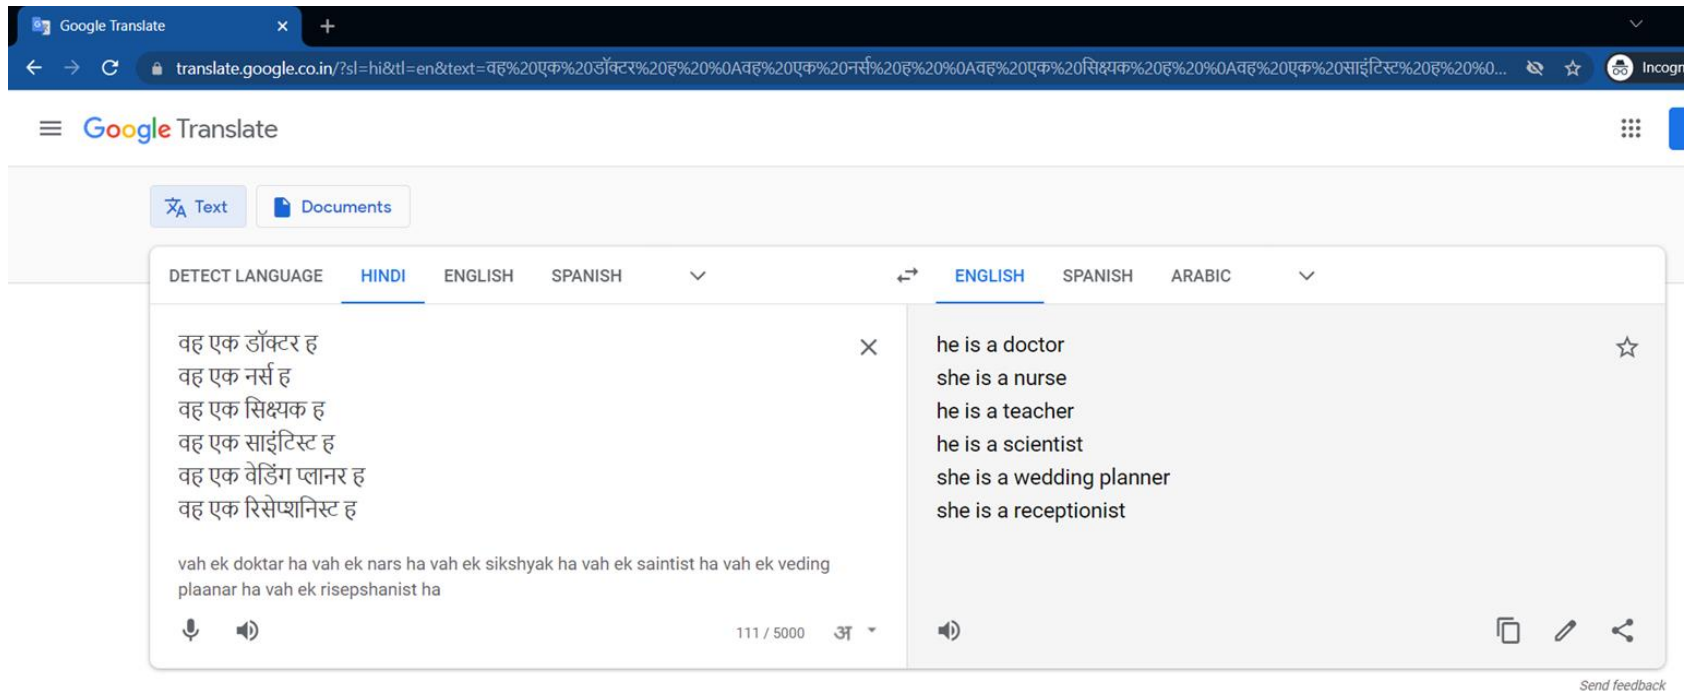 Google Translate
translate.google.co.in/?sl=hi&tl=en&text=वह%20एक%20डॉक्टर%20ह%20%0Aवह%20एक%20नर्स%20ह%20%0Aवह%20एक%20सिक्ष्यक%20ह%20%0Aवह%20एक%20साइंटिस्ट%20ह%20%0... Incogn
Google Translate
Text Documents
DETECT LANGUAGE HINDI ENGLISH SPANISH ENGLISH SPANISH ARABIC
वह एक डॉक्टर ह
वह एक नर्स ह
वह एक सिक्ष्यक ह
वह एक साइंटिस्ट ह
वह एक वेडिंग प्लानर ह
वह एक रिसेप्शनिस्ट ह
vah ek doktar ha vah ek nars ha vah ek sikshyak ha vah ek saintist ha vah ek veding
plaanar ha vah ek risepshanist ha
111 / 5000 अ
he is a doctor
she is a nurse
he is a teacher
he is a scientist
she is a wedding planner
she is a receptionist
Send feedback